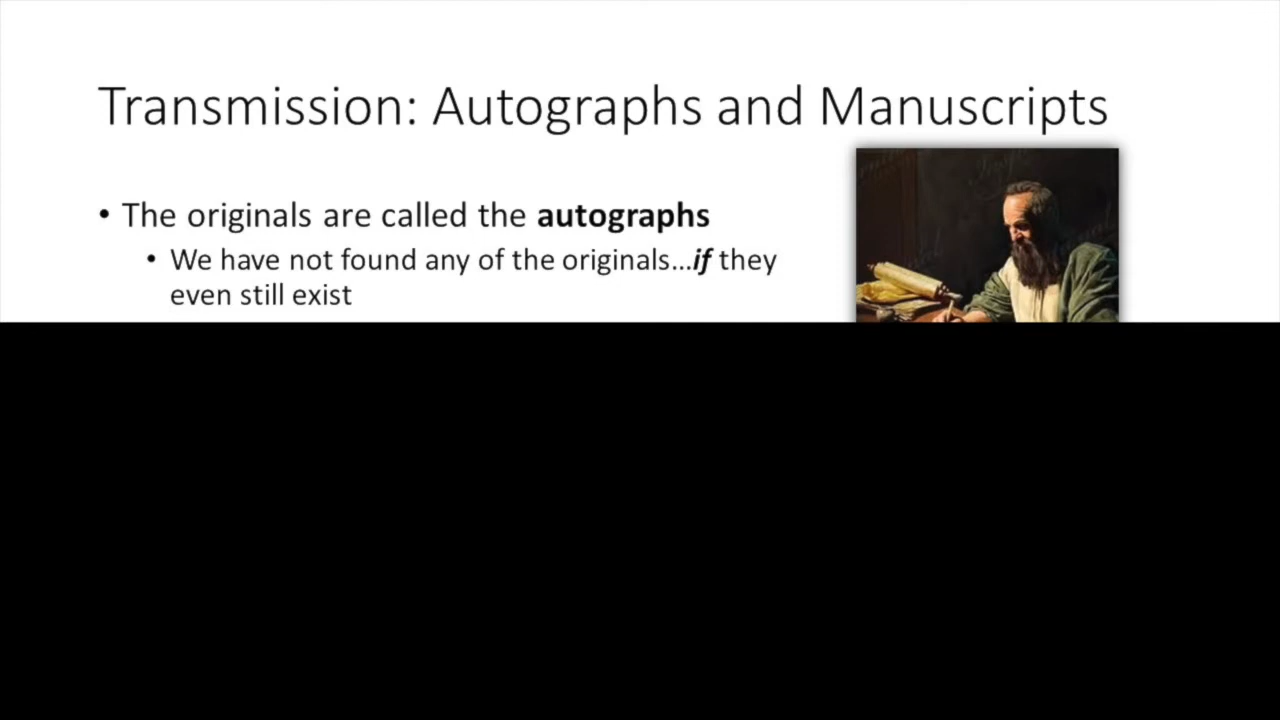 Transmission: Autographs and Manuscripts
• The originals are called the autographs
• We have not found any of the originals...if they
even still exist